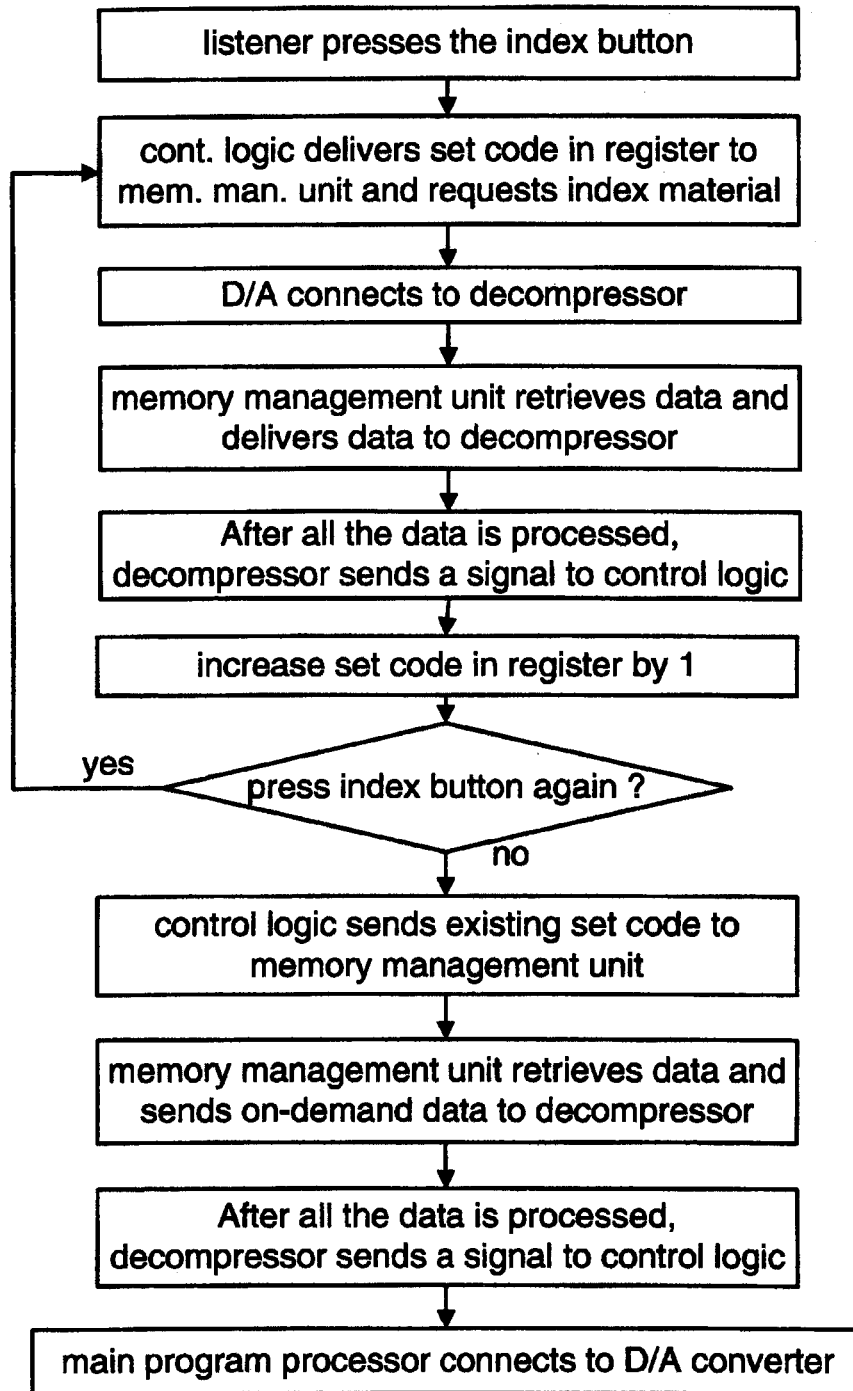 listener presses the index button
cont. logic delivers set code in register to
mem. man. unit and requests index material
D/A connects to decompressor
memory management unit retrieves data and
delivers data to decompressor
After all the data is processed,
decompressor sends a signal to control logic
increase set code in register by 1
yes
press index button again ?
no
control logic sends existing set code to
memory management unit
memory management unit retrieves data and
sends on-demand data to decompressor
After all the data is processed,
decompressor sends a signal to control logic
main program processor connects to D/A converter